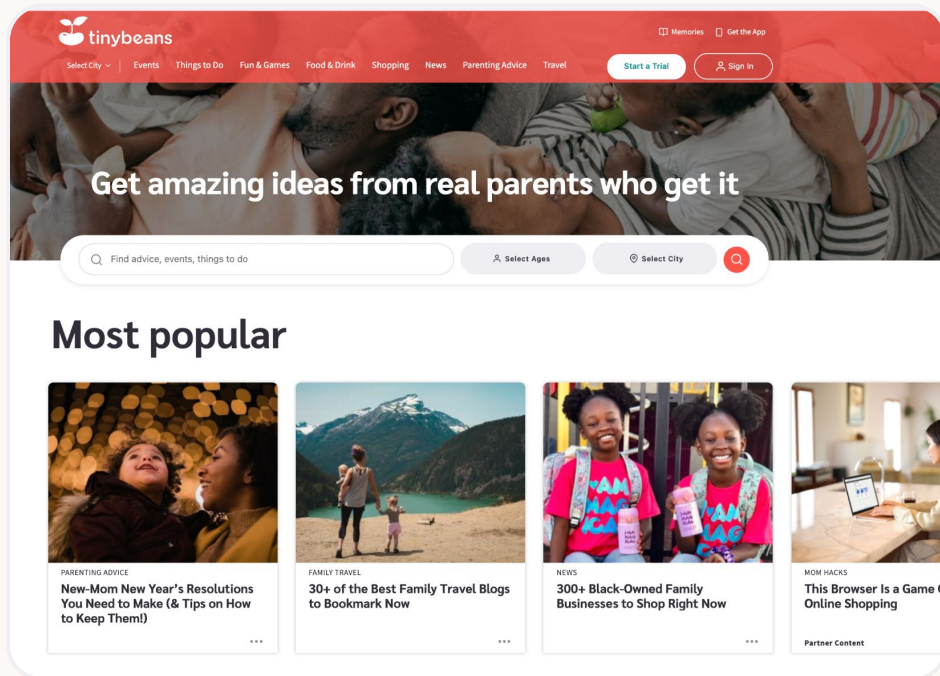 tinybeans
Memories
Get the App
Select City
Events
Things to Do
Fun & Games
Food & Drink
Shopping
News
Parenting Advice
Travel
Start a Trial
Sign In
Get amazing ideas from real parents who get it
Find advice, events, things to do
Select Ages
Select City
Most popular
PARENTING ADVICE
New-Mom New Year's Resolutions
You Need to Make (& Tips on How
to Keep Them!)
FAMILY TRAVEL
30+ of the Best Family Travel Blogs
to Bookmark Now
NEWS
300+ Black-Owned Family
Businesses to Shop Right Now
MOM HACKS
This Browser Is a Game
Online Shopping
Partner Content